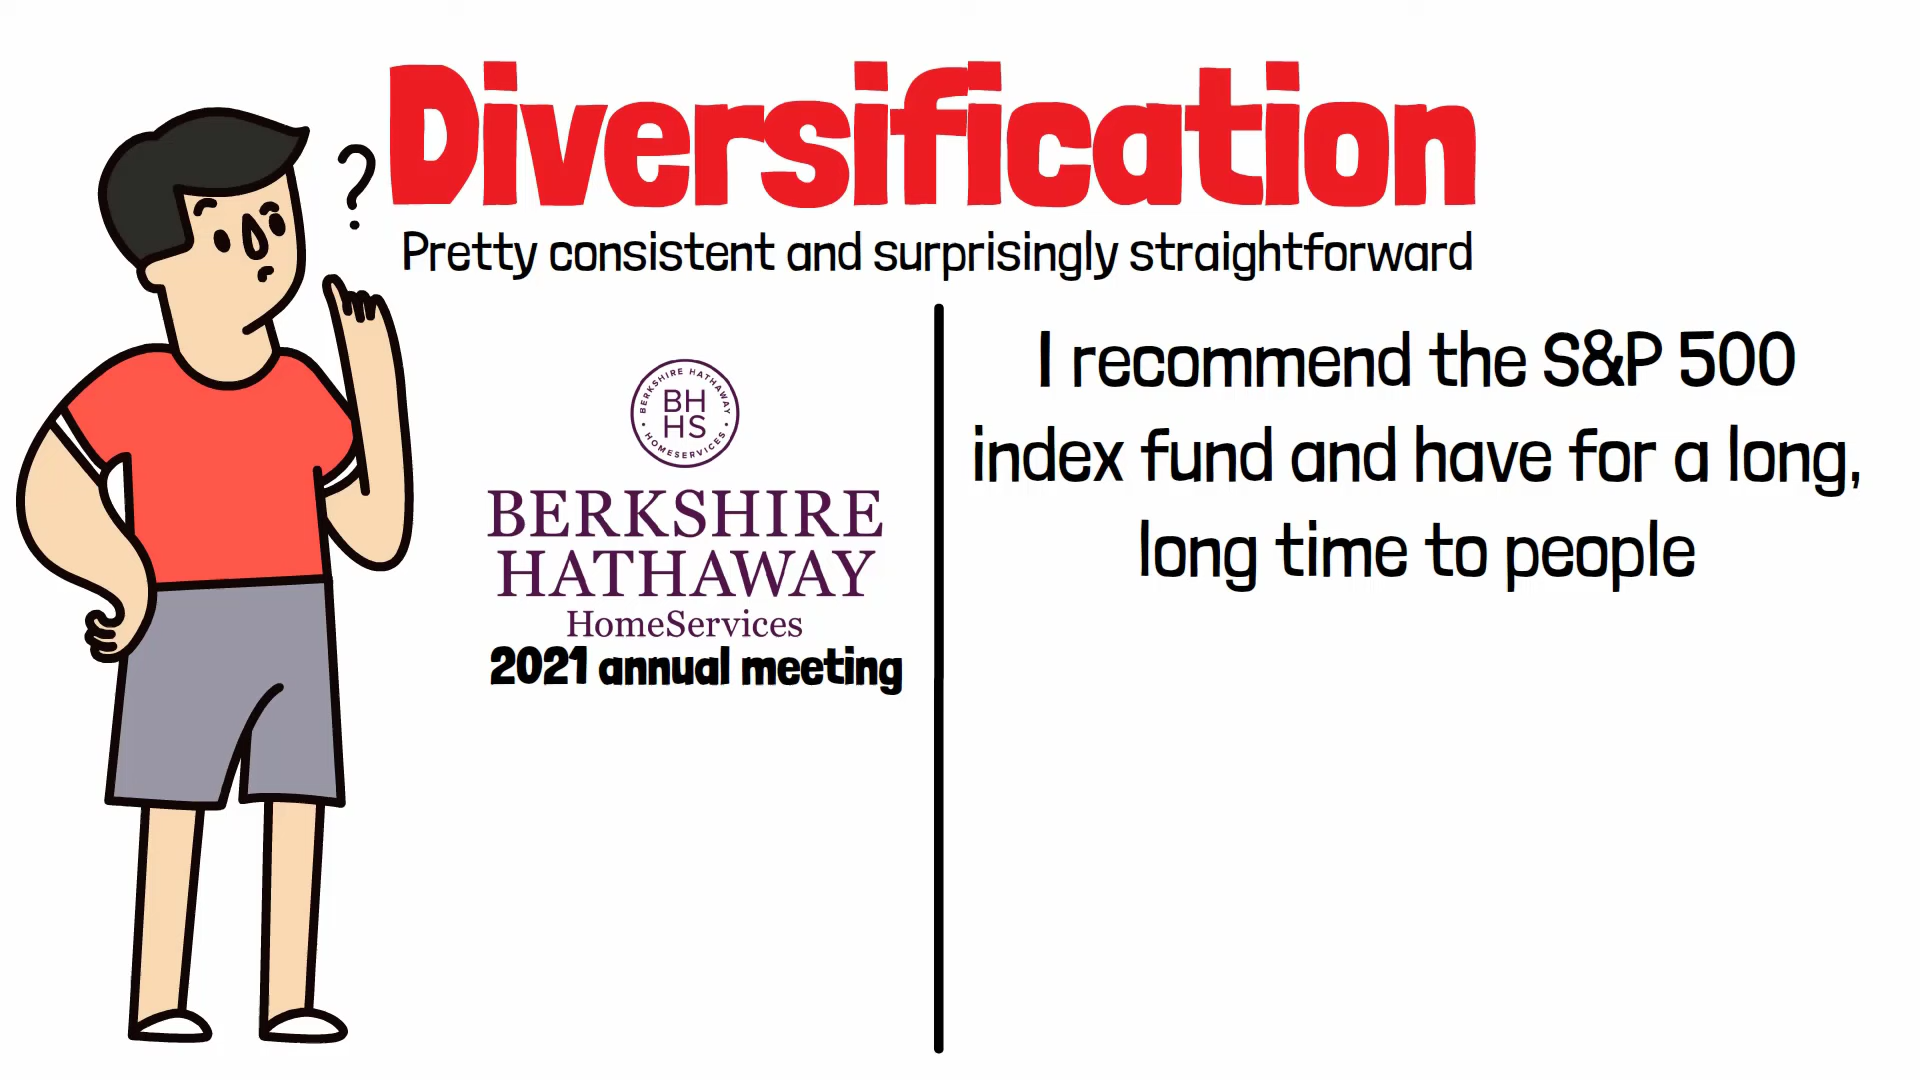 Diversification
?
Pretty consistent and surprisingly straightforward
BERKSHIRE HATHAWAY
BH
HS
HOMESERVICES
BERKSHIRE
HATHAWAY
HomeServices
2021 annual meeting
I recommend the S&P 500
index fund and have for a long,
long time to people